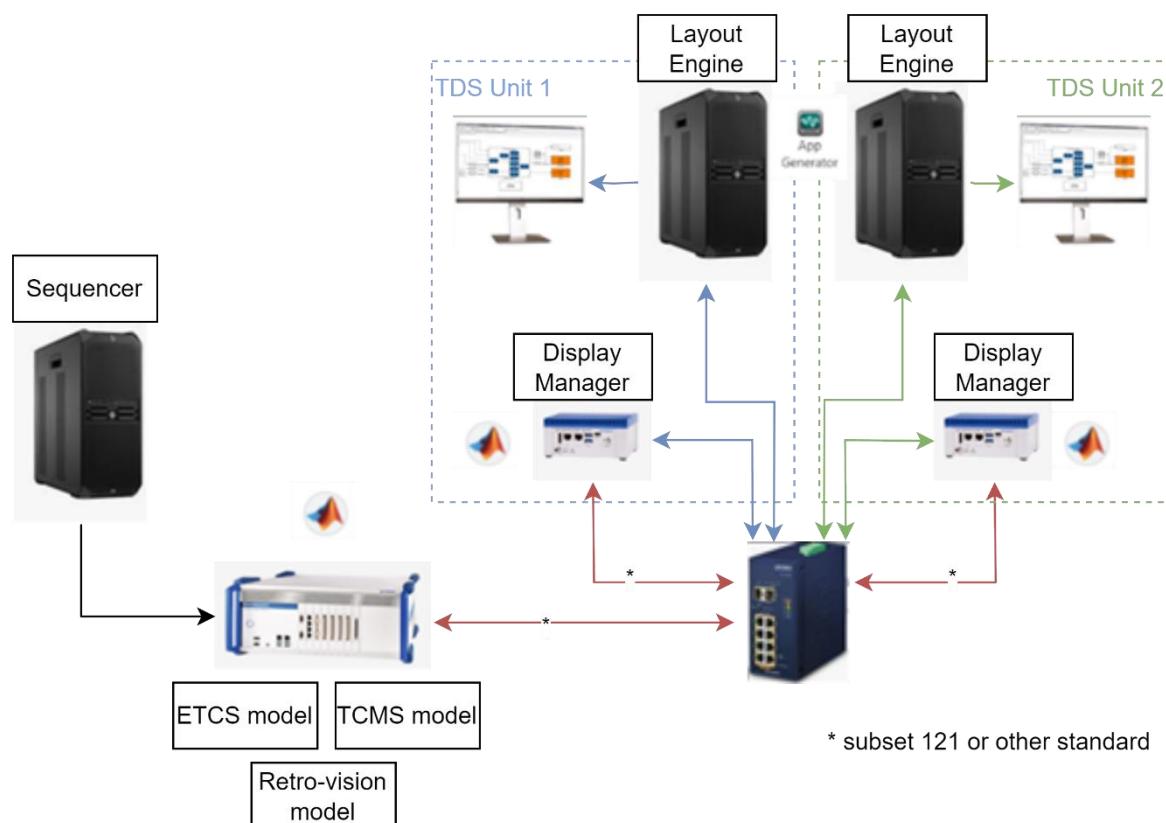 Layout
Engine
Layout
Engine
TDS Unit 1
TDS Unit 2
App
Generator
Sequencer
Display
Manager
Display
Manager
*
*
*
ETCS model
TCMS model
Retro-vision
model
* subset 121 or other standard